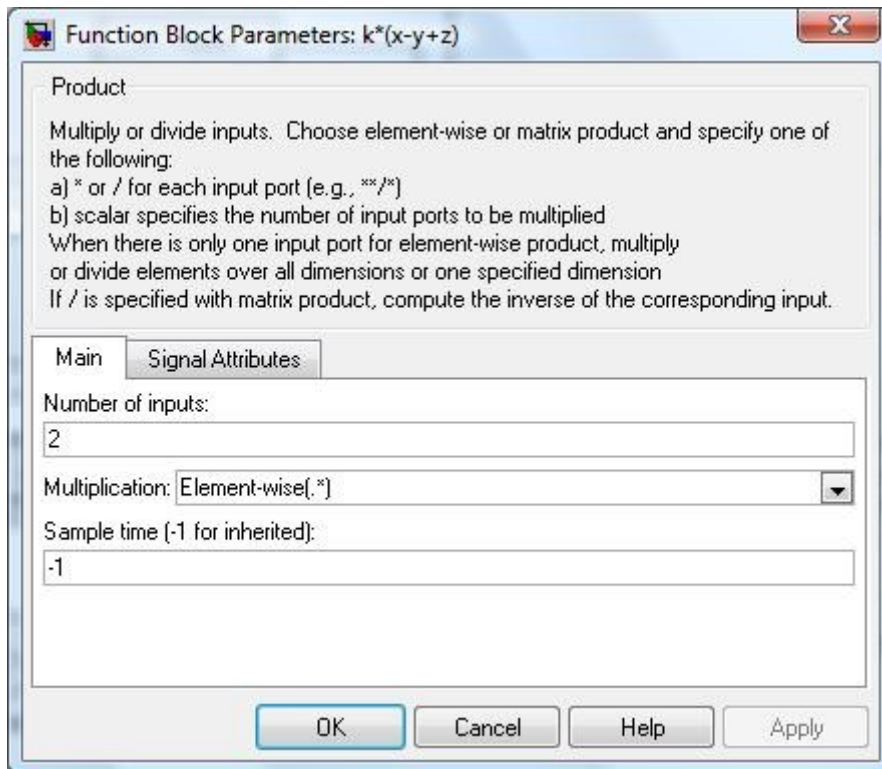 Function Block Parameters: k*(x-y+z)
Product
Multiply or divide inputs. Choose element-wise or matrix product and specify one of
the following:
a) * or / for each input port (e.g., **/*)
b) scalar specifies the number of input ports to be multiplied
When there is only one input port for element-wise product, multiply
or divide elements over all dimensions or one specified dimension
If / is specified with matrix product, compute the inverse of the corresponding input.
Main Signal Attributes
Number of inputs:
2
Multiplication: Element-wise(.*)
Sample time (-1 for inherited):
-1
OK Cancel Help Apply